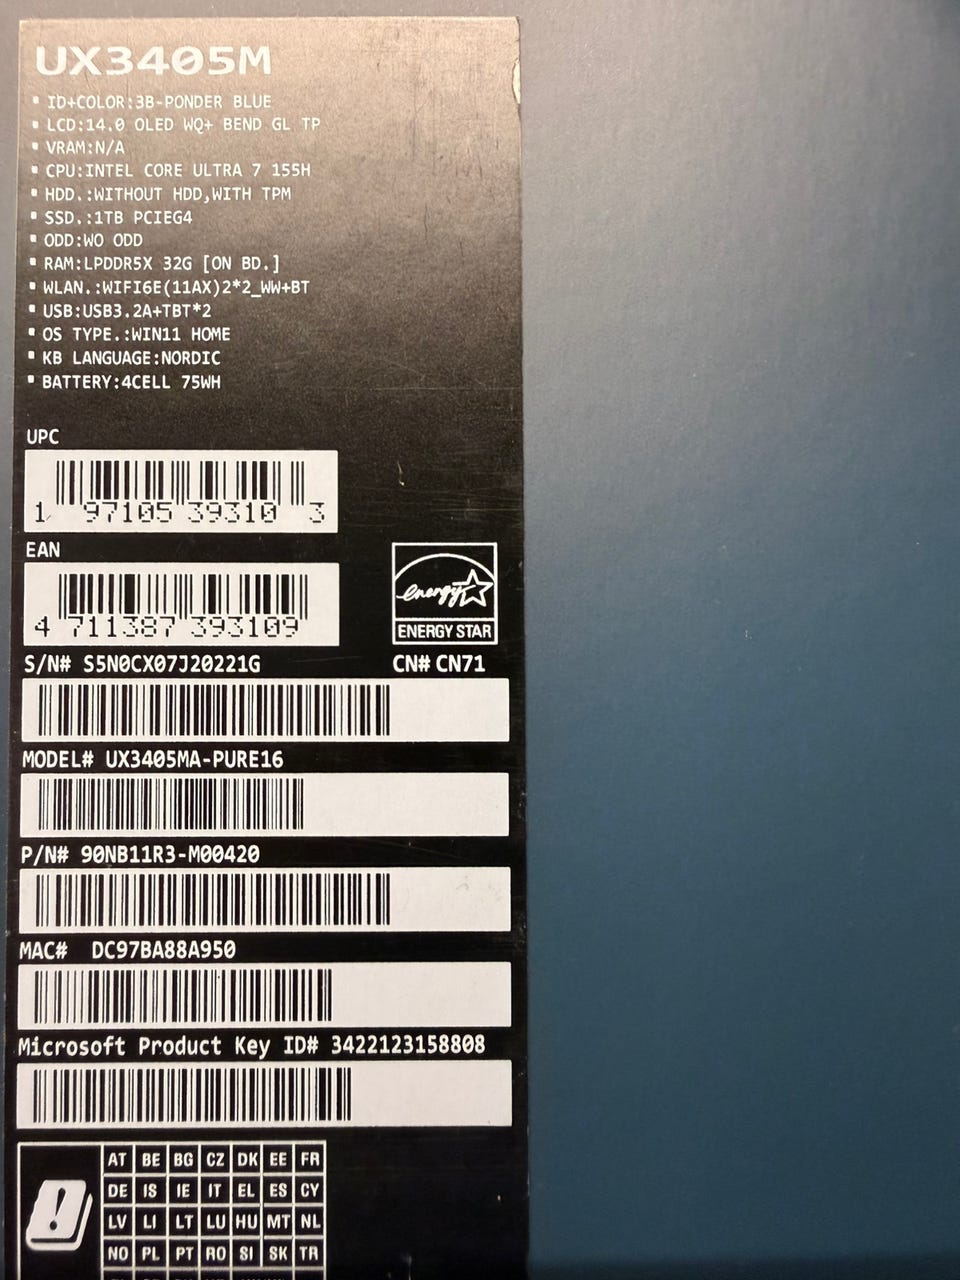 UX3405M
▪ ID+COLOR:3B-PONDER BLUE
▪ LCD:14.0 OLED WQ+ BEND GL TP
▪ VRAM:N/A
▪ CPU:INTEL CORE ULTRA 7 155H
▪ HDD.:WITHOUT HDD,WITH TPM
▪ SSD.:1TB PCIEG4
▪ ODD:WO ODD
▪ RAM:LPDDR5X 32G [ON BD.]
▪ WLAN.:WIFI6E(11AX)2*2_WW+BT
▪ USB:USB3.2A+TBT*2
▪ OS TYPE.:WIN11 HOME
▪ KB LANGUAGE:NORDIC
▪ BATTERY:4CELL 75WH
UPC
1 97105 39310 3
EAN
4 711387 393109
energy
ENERGY STAR
S/N# S5N0CX07J20221G CN# CN71
MODEL# UX3405MA-PURE16
P/N# 90NB11R3-M00420
MAC# DC97BA88A950
Microsoft Product Key ID# 3422123158808
AT BE BG CZ DK EE FR
DE IS IE IT EL ES CY
LV LI LT LU HU MT NL
NO PL PT RO SI SK TR